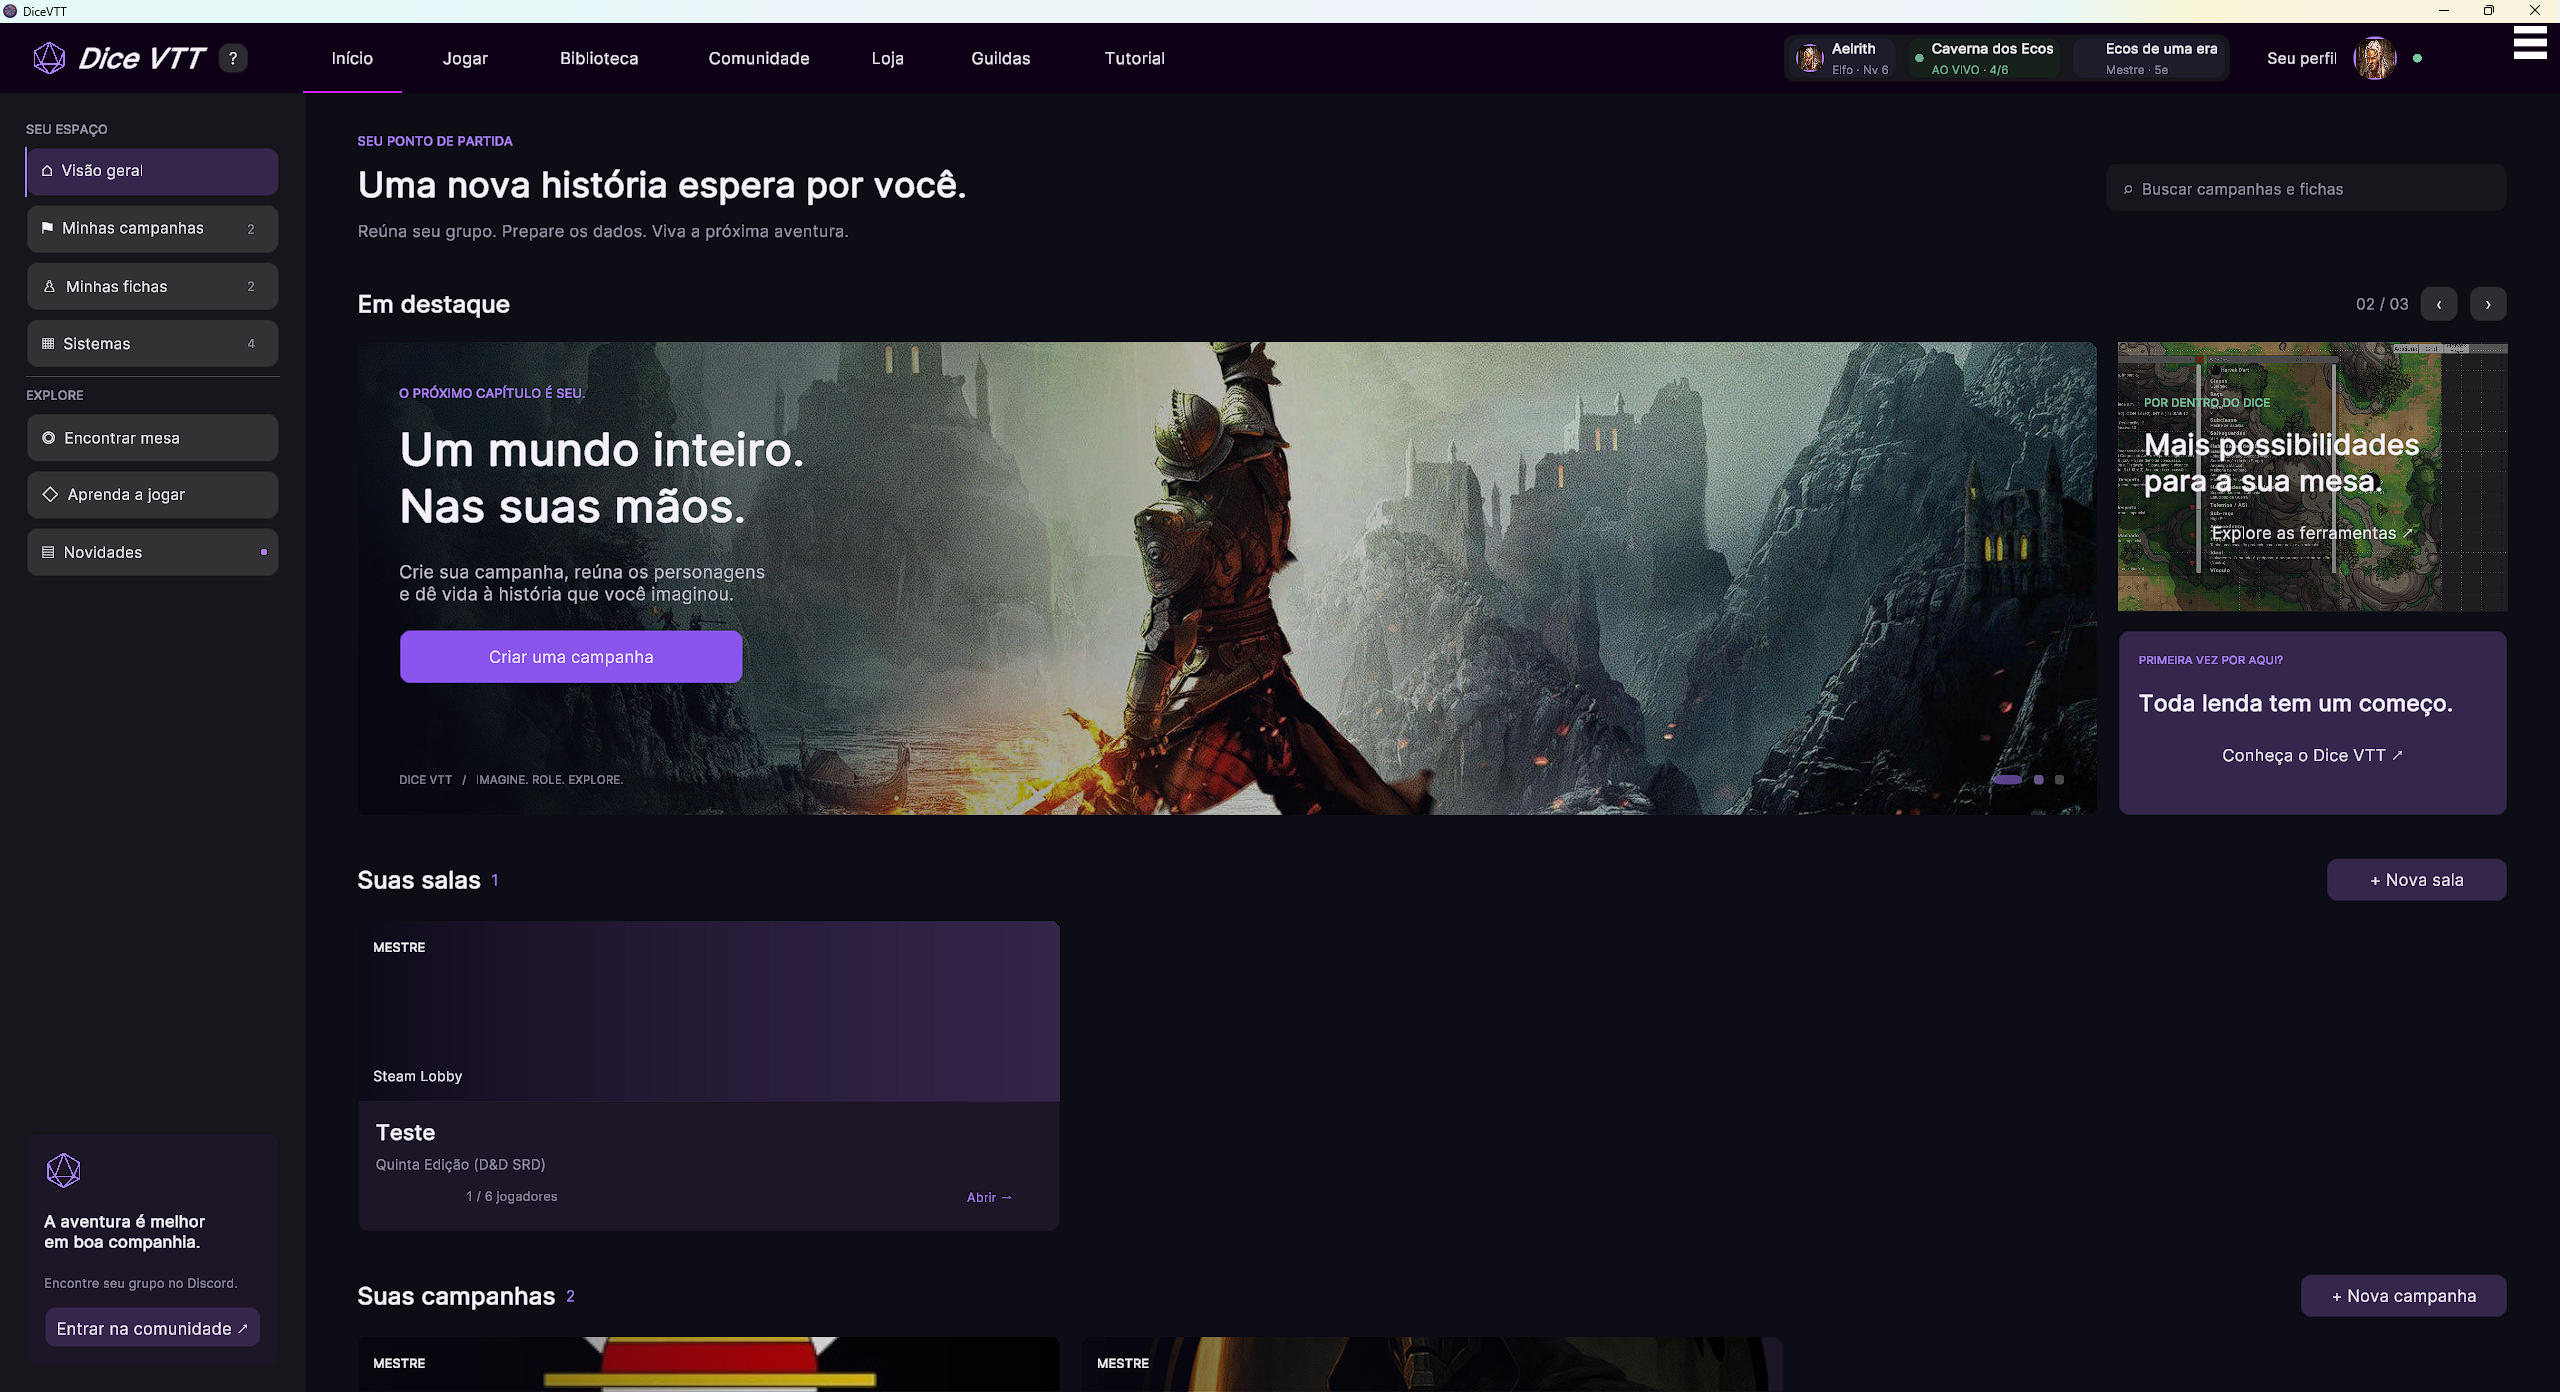 DiceVTT
Dice VTT ?
Início
Jogar
Biblioteca
Comunidade
Loja
Guildas
Tutorial
Aelrith
Elfo · Nv 6
Caverna dos Ecos
AO VIVO · 4/6
Ecos de uma era
Mestre · 5e
Seu perfil
SEU ESPAÇO
Visão geral
Minhas campanhas 2
Minhas fichas 2
Sistemas 4
EXPLORE
Encontrar mesa
Aprenda a jogar
Novidades
A aventura é melhor
em boa companhia.
Encontre seu grupo no Discord.
Entrar na comunidade ↗
SEU PONTO DE PARTIDA
Uma nova história espera por você.
Reúna seu grupo. Prepare os dados. Viva a próxima aventura.
Buscar campanhas e fichas
Em destaque
02 / 03 ‹ ›
O PRÓXIMO CAPÍTULO É SEU.
Um mundo inteiro.
Nas suas mãos.
Crie sua campanha, reúna os personagens
e dê vida à história que você imaginou.
Criar uma campanha
DICE VTT / IMAGINE. ROLE. EXPLORE.
POR DENTRO DO DICE
Mais possibilidades
para a sua mesa.
Explore as ferramentas ↗
PRIMEIRA VEZ POR AQUI?
Toda lenda tem um começo.
Conheça o Dice VTT ↗
Suas salas 1
+ Nova sala
MESTRE
Steam Lobby
Teste
Quinta Edição (D&D SRD)
1 / 6 jogadores
Abrir →
Suas campanhas 2
+ Nova campanha
MESTRE
MESTRE